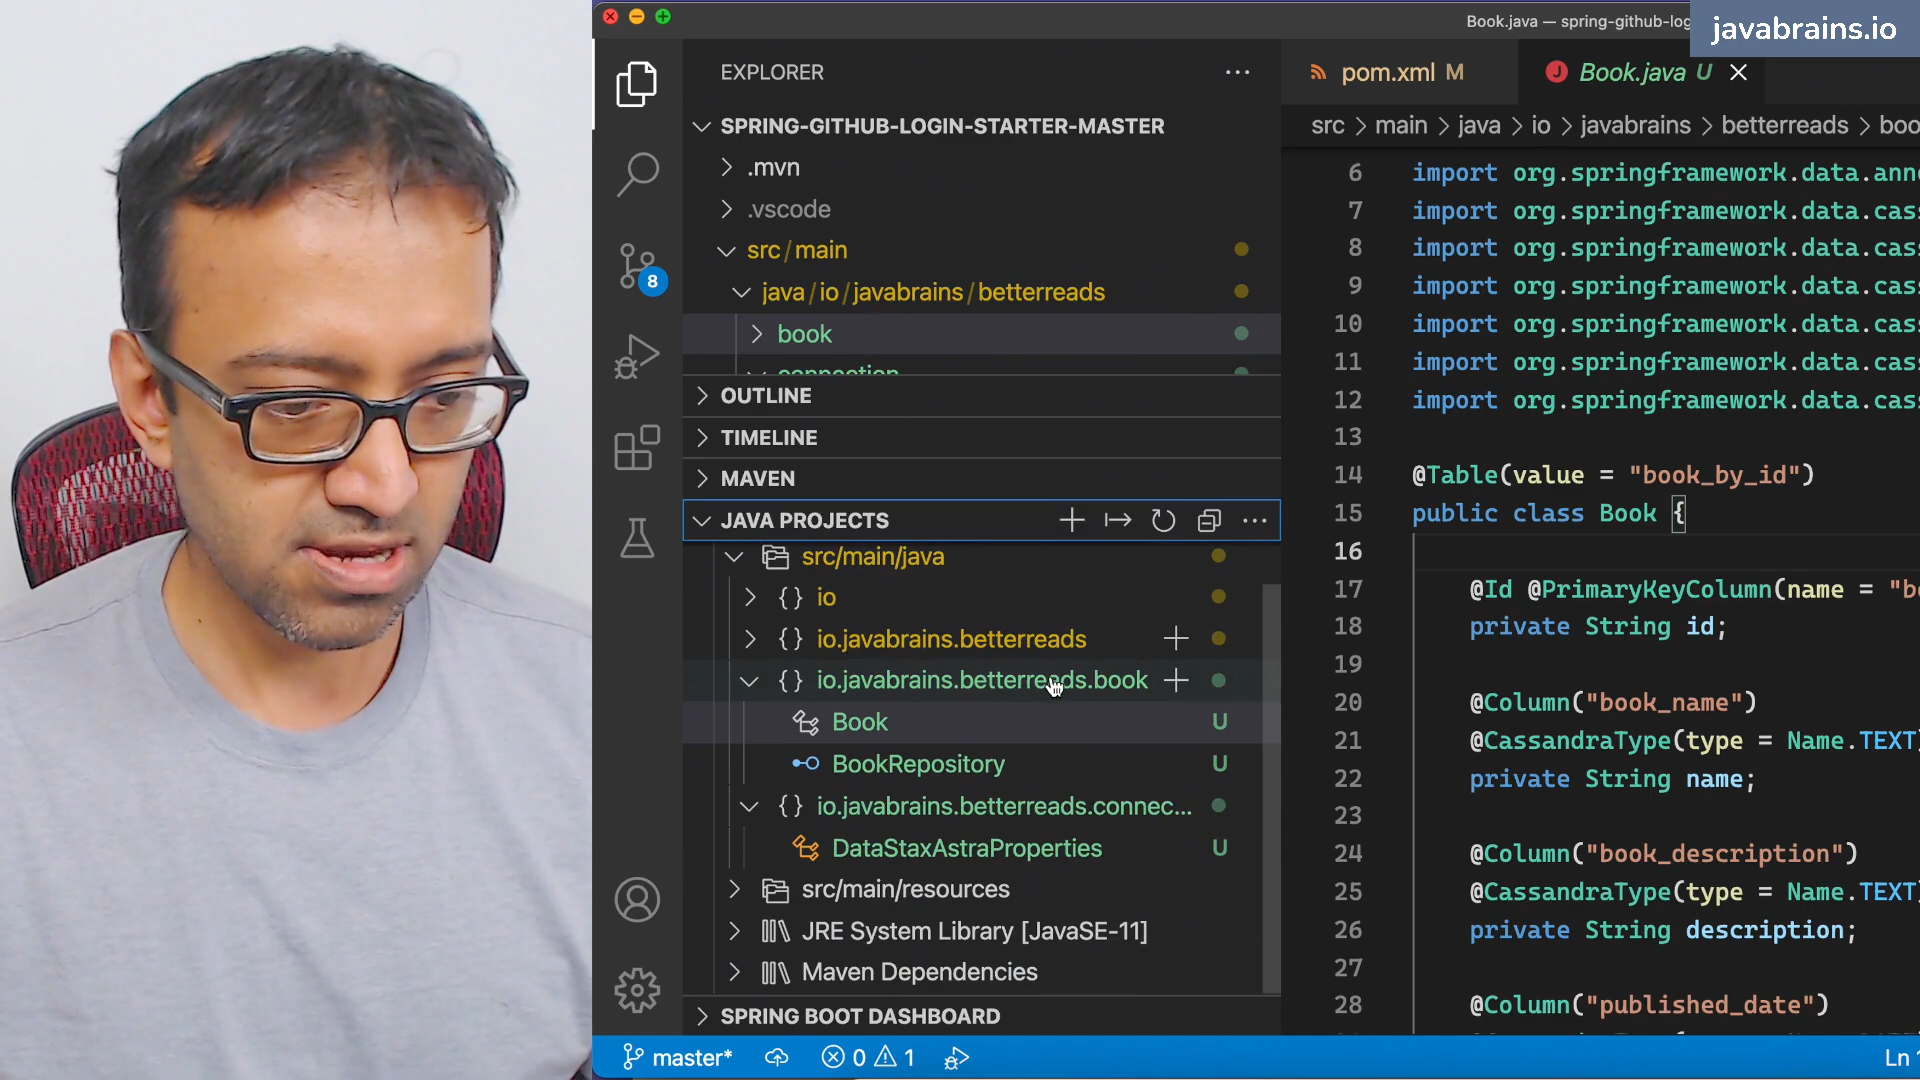 Book.java — spring-github-log
javabrains.io
EXPLORER
pom.xml M
Book.java U
SPRING-GITHUB-LOGIN-STARTER-MASTER
src > main > java > io > javabrains > betterreads > boo
.mvn
.vscode
src / main
java / io / javabrains / betterreads
book
connection
OUTLINE
TIMELINE
MAVEN
JAVA PROJECTS
src/main/java
{} io
{} io.javabrains.betterreads
{} io.javabrains.betterreads.book
Book U
BookRepository U
{} io.javabrains.betterreads.connec...
DataStaxAstraProperties U
src/main/resources
JRE System Library [JavaSE-11]
Maven Dependencies
SPRING BOOT DASHBOARD
8
6 import org.springframework.data.ann
7 import org.springframework.data.cas
8 import org.springframework.data.cas
9 import org.springframework.data.cas
10 import org.springframework.data.cas
11 import org.springframework.data.cas
12 import org.springframework.data.cas
13
14 @Table(value = "book_by_id")
15 public class Book {
16
17 @Id @PrimaryKeyColumn(name = "b
18 private String id;
19
20 @Column("book_name")
21 @CassandraType(type = Name.TEXT
22 private String name;
23
24 @Column("book_description")
25 @CassandraType(type = Name.TEXT
26 private String description;
27
28 @Column("published_date")
master* 0 1
Ln